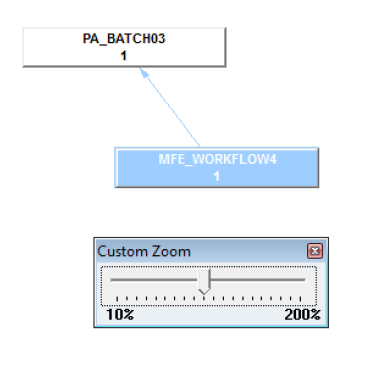 PA_BATCH03
1
MFE_WORKFLOW4
1
Custom Zoom
10% 200%